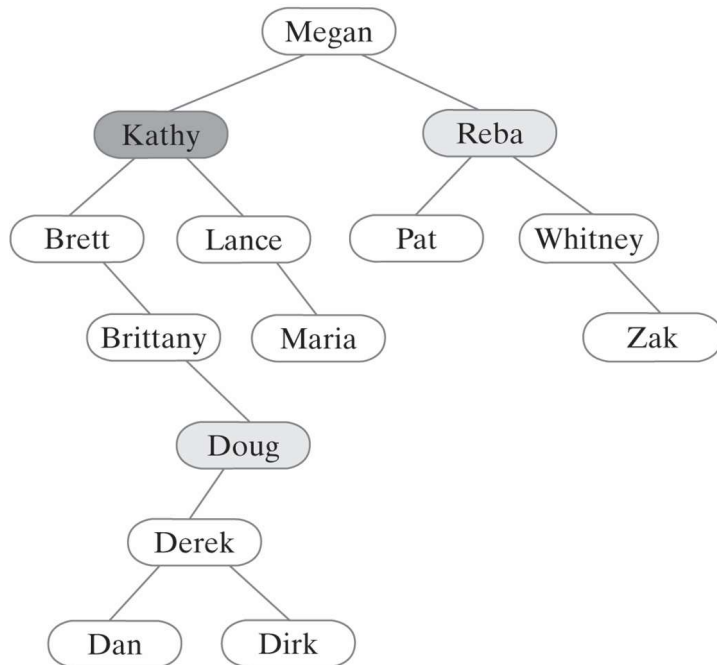 Megan
Kathy
Reba
Brett
Lance
Pat
Whitney
Brittany
Maria
Zak
Doug
Derek
Dan
Dirk